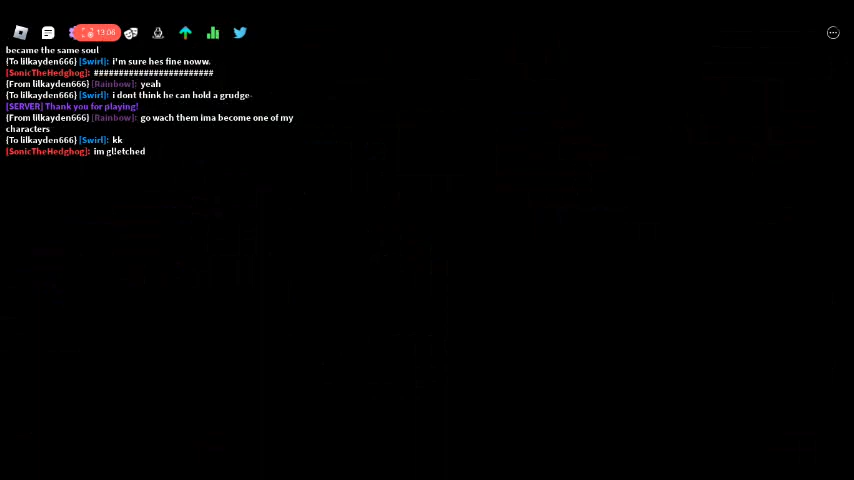 13:06
became the same soul
{To lilkayden666} [Swirl]: i'm sure hes fine noww.
[SonicTheHedghog]: ########################
{From lilkayden666} [Rainbow]: yeah
{To lilkayden666} [Swirl]: i dont think he can hold a grudge-
[SERVER] Thank you for playing!
{From lilkayden666} [Rainbow]: go wach them ima become one of my
characters
{To lilkayden666} [Swirl]: kk
[SonicTheHedghog]: im gl!etched